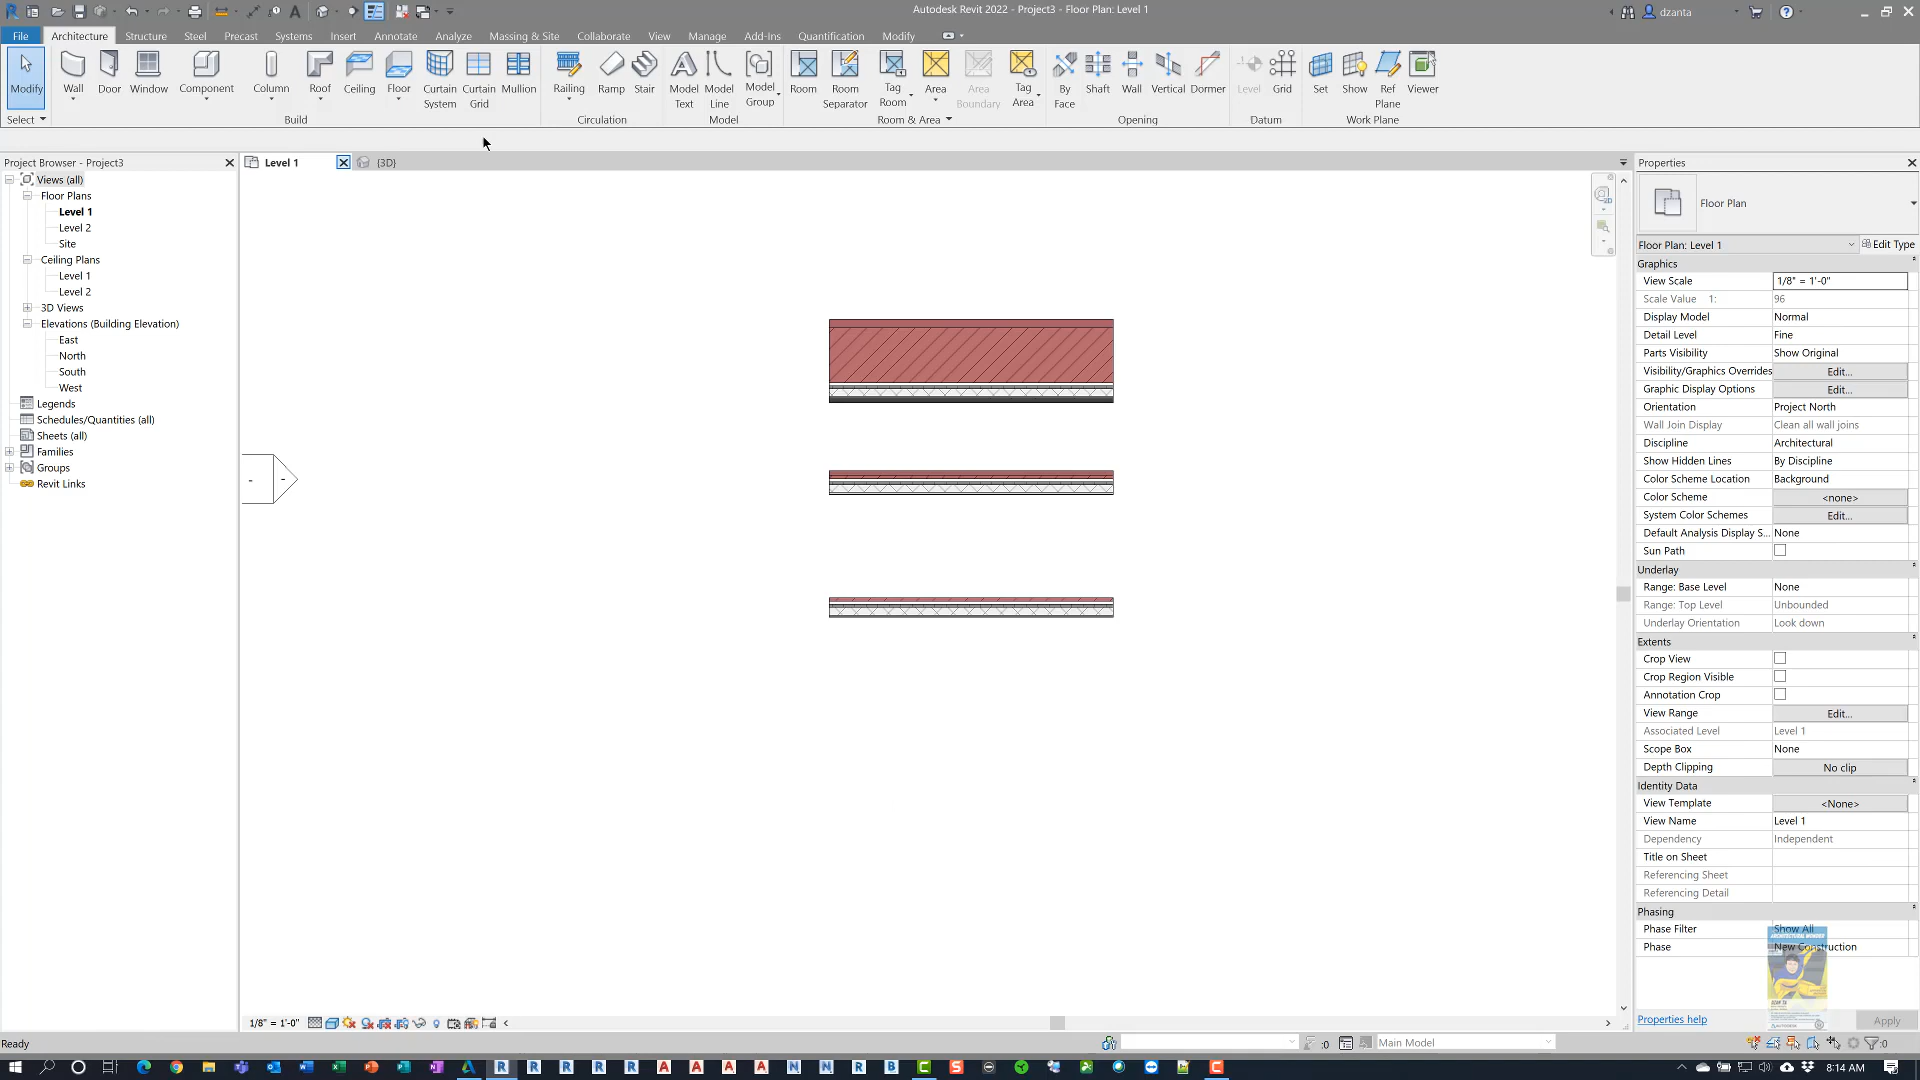 Autodesk Revit 2022 - Project3 - Floor Plan: Level 1
dzanta
File Architecture Structure Steel Precast Systems Insert Annotate Analyze Massing & Site Collaborate View Manage Add-Ins Quantification Modify
Modify Wall Door Window Component Column Roof Ceiling Floor Curtain System Curtain Grid Mullion Railing Ramp Stair Model Text Model Line Model Group Room Room Separator Tag Room Area Area Boundary Tag Area By Face Shaft Wall Vertical Dormer Level Grid Set Show Ref Plane Viewer
Select Build Circulation Model Room & Area Opening Datum Work Plane
Project Browser - Project3
Level 1 {3D}
Properties
Views (all)
Floor Plans
Level 1
Level 2
Site
Ceiling Plans
Level 1
Level 2
3D Views
Elevations (Building Elevation)
East
North
South
West
Legends
Schedules/Quantities (all)
Sheets (all)
Families
Groups
Revit Links
Floor Plan
Floor Plan: Level 1 Edit Type
Graphics
View Scale 1/8" = 1'-0"
Scale Value 1: 96
Display Model Normal
Detail Level Fine
Parts Visibility Show Original
Visibility/Graphics Overrides Edit...
Graphic Display Options Edit...
Orientation Project North
Wall Join Display Clean all wall joins
Discipline Architectural
Show Hidden Lines By Discipline
Color Scheme Location Background
Color Scheme <none>
System Color Schemes Edit...
Default Analysis Display S... None
Sun Path
Underlay
Range: Base Level None
Range: Top Level Unbounded
Underlay Orientation Look down
Extents
Crop View
Crop Region Visible
Annotation Crop
View Range Edit...
Associated Level Level 1
Scope Box None
Depth Clipping No clip
Identity Data
View Template <None>
View Name Level 1
Dependency Independent
Title on Sheet
Referencing Sheet
Referencing Detail
Phasing
Phase Filter Show All
Phase New Construction
Properties help Apply
1/8" = 1'-0"
Ready
:0 Main Model :0
8:14 AM